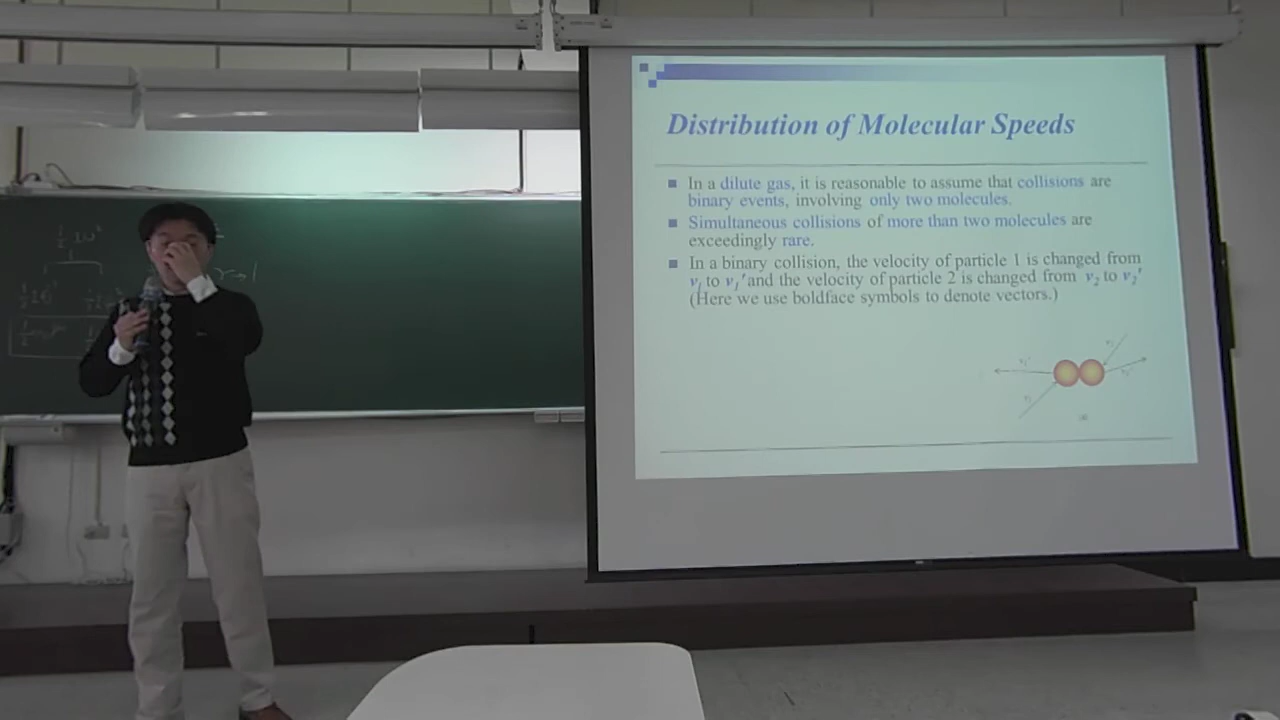 Distribution of Molecular Speeds
In a dilute gas, it is reasonable to assume that collisions are
binary events, involving only two molecules.
Simultaneous collisions of more than two molecules are
exceedingly rare.
In a binary collision, the velocity of particle 1 is changed from
v₁ to v₁′ and the velocity of particle 2 is changed from v₂ to v₂′
(Here we use boldface symbols to denote vectors.)